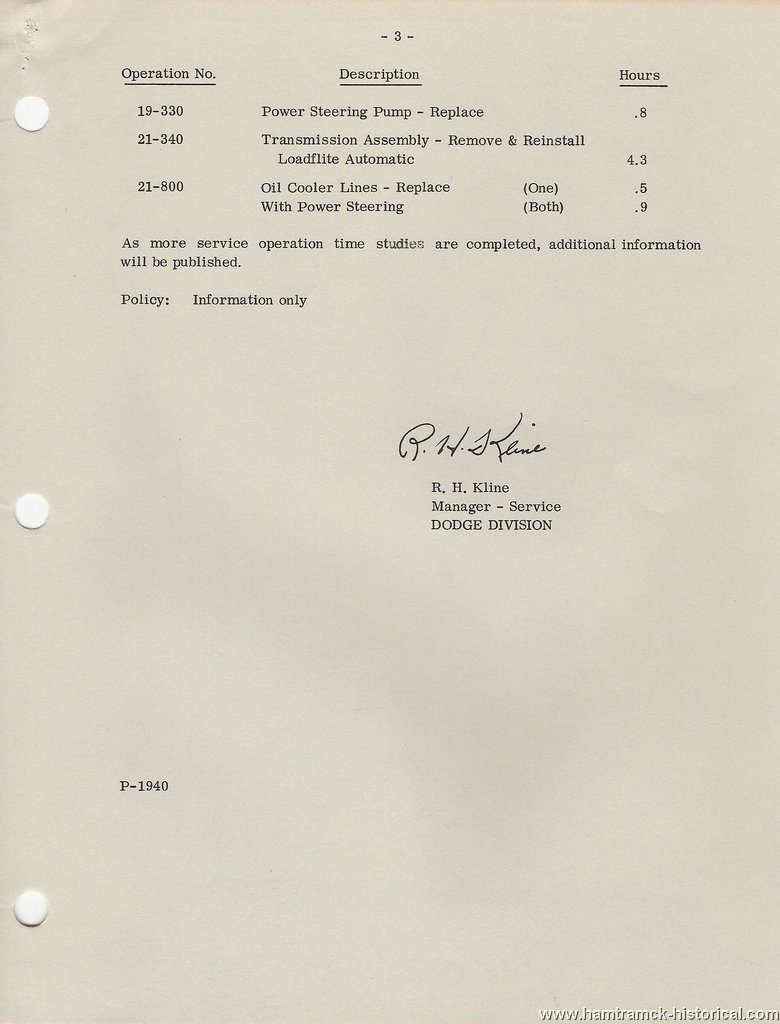 - 3 -
Operation No. Description Hours
19-330 Power Steering Pump - Replace .8
21-340 Transmission Assembly - Remove & Reinstall
Loadflite Automatic 4.3
21-800 Oil Cooler Lines - Replace (One) .5
With Power Steering (Both) .9
As more service operation time studies are completed, additional information
will be published.
Policy: Information only
R. H. Kline
R. H. Kline
Manager - Service
DODGE DIVISION
P-1940
www.hamtramck-historical.com